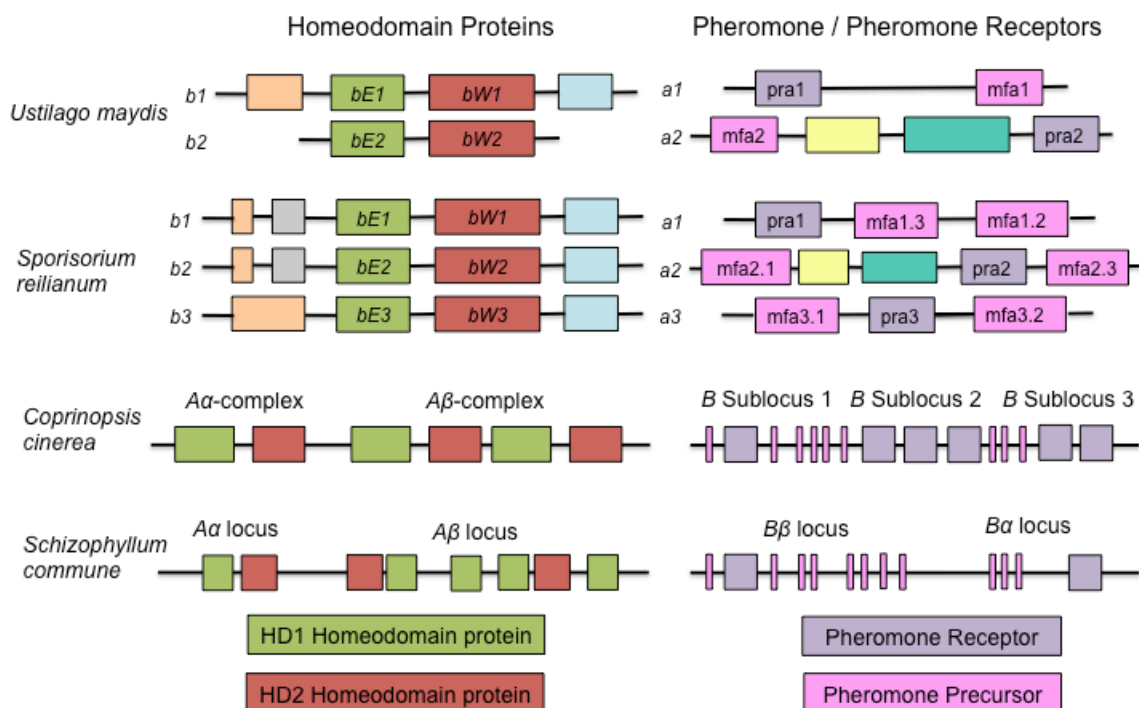 Homeodomain Proteins
Pheromone / Pheromone Receptors
Ustilago maydis
b1 bE1 bW1
b2 bE2 bW2
a1 pra1 mfa1
a2 mfa2 pra2
Sporisorium
reilianum
b1 bE1 bW1
b2 bE2 bW2
b3 bE3 bW3
a1 pra1 mfa1.3 mfa1.2
a2 mfa2.1 pra2 mfa2.3
a3 mfa3.1 pra3 mfa3.2
Coprinopsis
cinerea
Aα-complex Aβ-complex
B Sublocus 1 B Sublocus 2 B Sublocus 3
Schizophyllum
commune
Aα locus Aβ locus
Bβ locus Bα locus
HD1 Homeodomain protein
HD2 Homeodomain protein
Pheromone Receptor
Pheromone Precursor